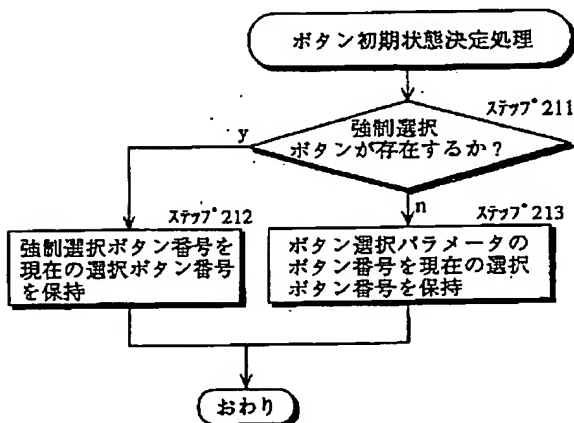 ボタン初期状態決定処理
ステップ211
強制選択
ボタンが存在するか?
y
n
ステップ212
強制選択ボタン番号を
現在の選択ボタン番号
を保持
ステップ213
ボタン選択パラメータの
ボタン番号を現在の選択
ボタン番号を保持
おわり